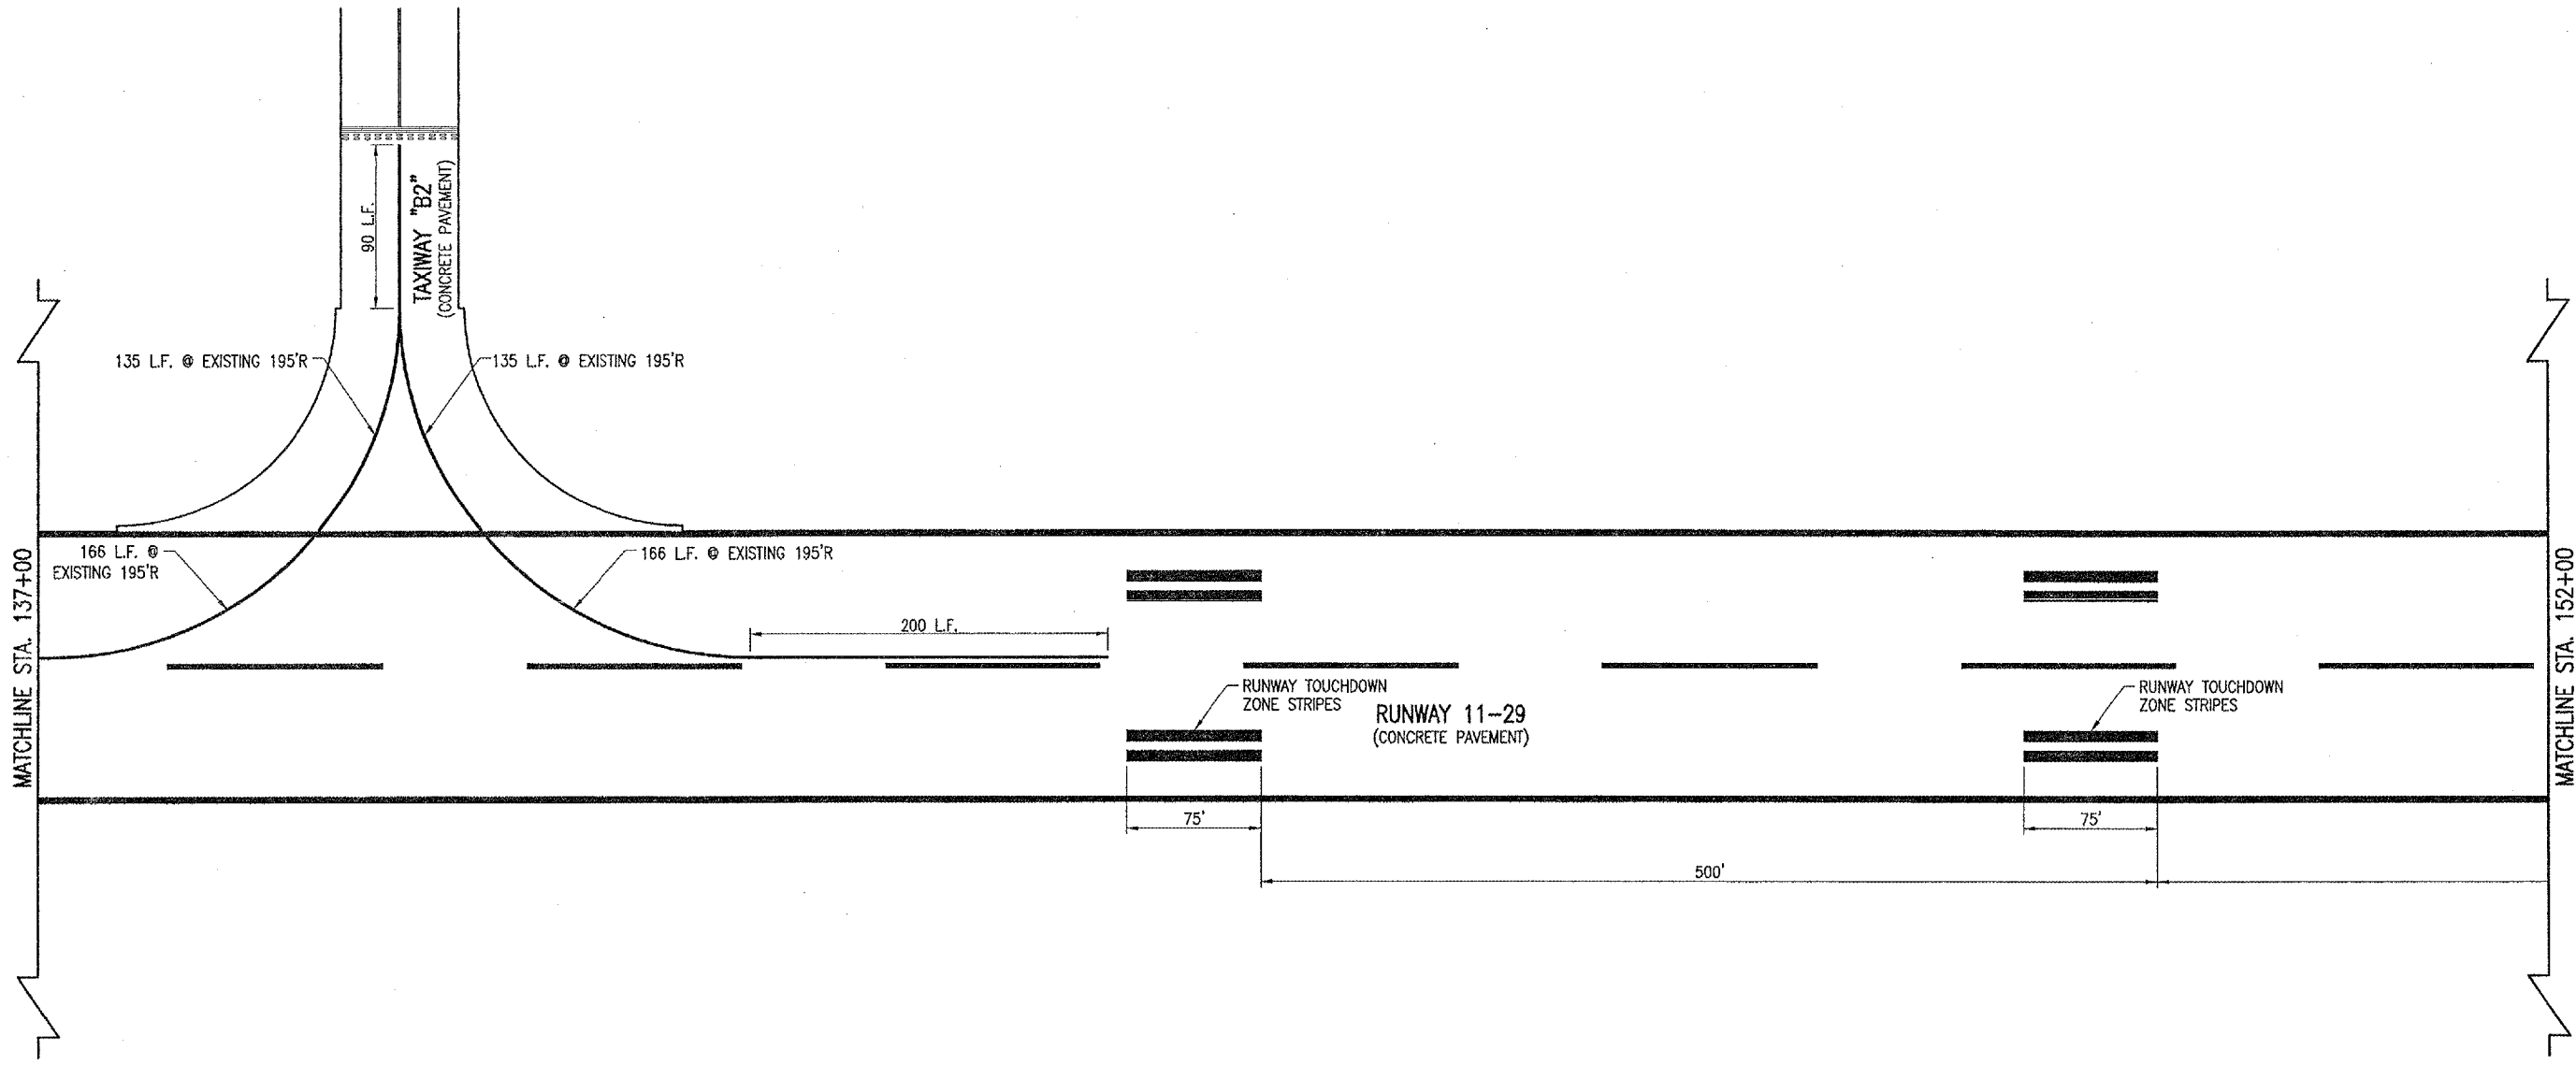 90 L.F.
TAXIWAY "B2"
(CONCRETE PAVEMENT)
135 L.F. @ EXISTING 195'R
135 L.F. @ EXISTING 195'R
166 L.F. @
EXISTING 195'R
166 L.F. @ EXISTING 195'R
MATCHLINE STA. 137+00
MATCHLINE STA. 152+00
200 L.F.
RUNWAY TOUCHDOWN
ZONE STRIPES
RUNWAY 11-29
(CONCRETE PAVEMENT)
RUNWAY TOUCHDOWN
ZONE STRIPES
75'
75'
500'